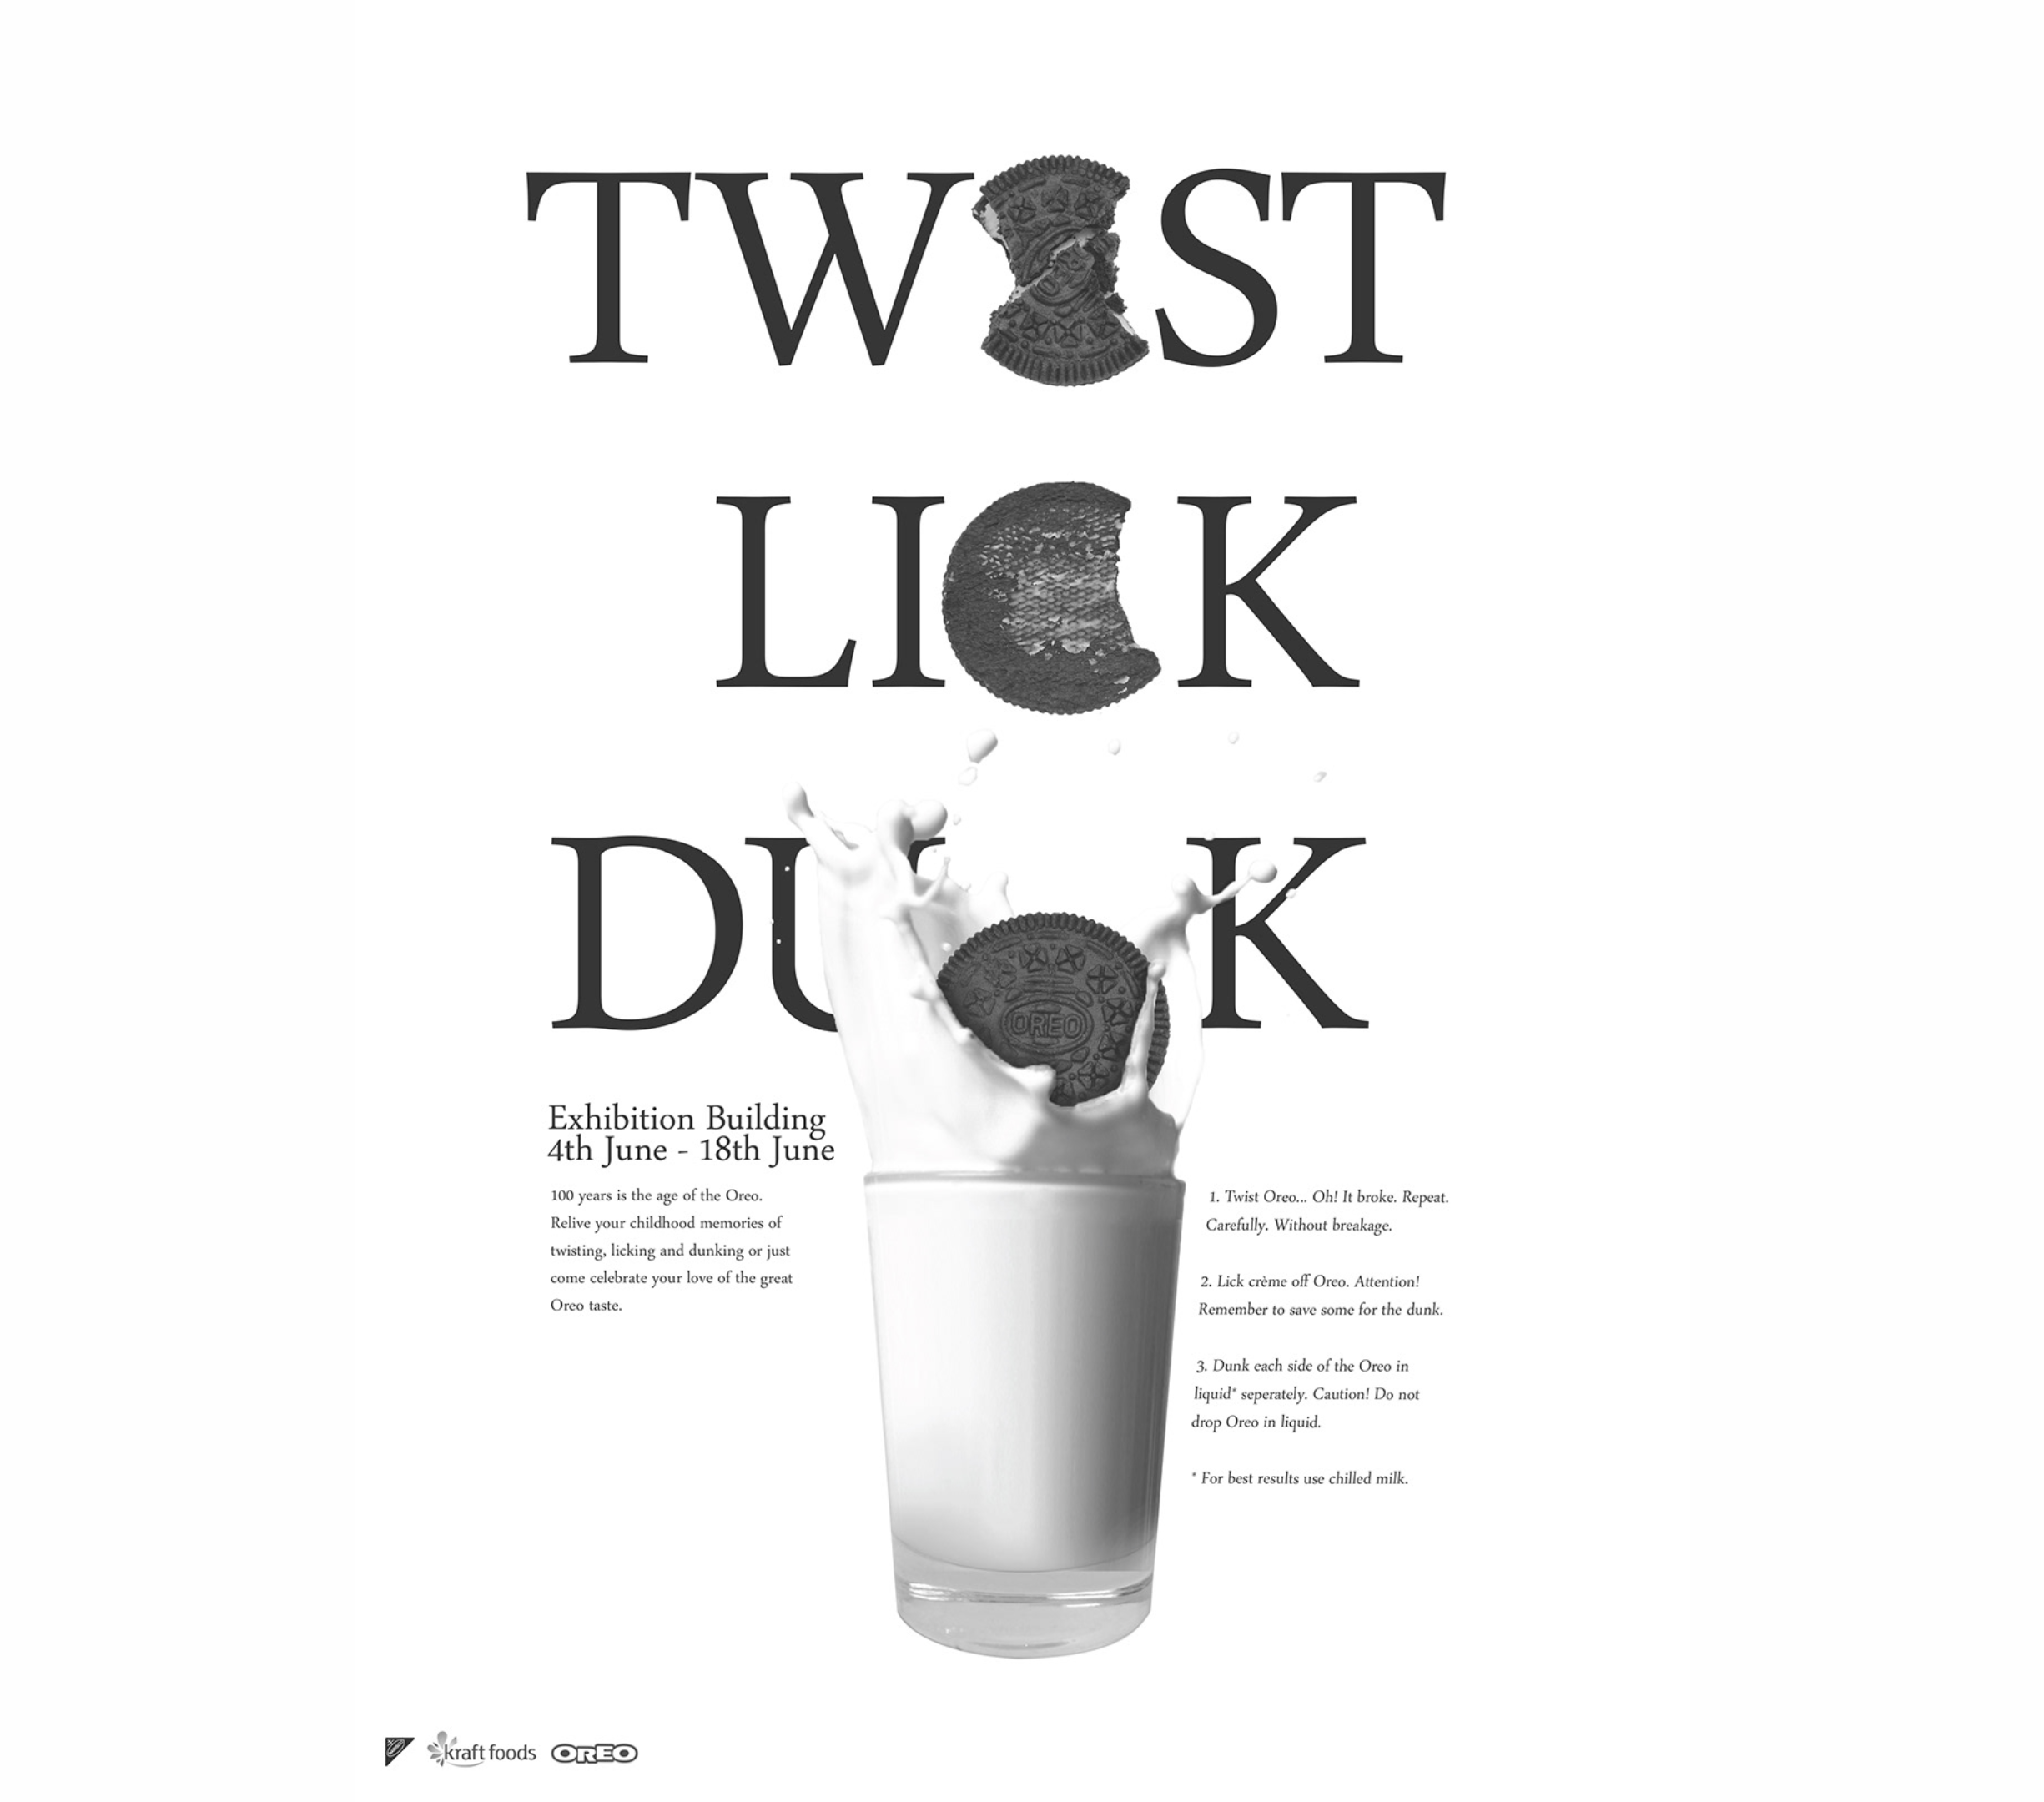 TWIST
LICK
DUNK
OREO
Exhibition Building
4th June - 18th June
100 years is the age of the Oreo.
Relive your childhood memories of
twisting, licking and dunking or just
come celebrate your love of the great
Oreo taste.
1. Twist Oreo... Oh! It broke. Repeat.
Carefully. Without breakage.
2. Lick crème off Oreo. Attention!
Remember to save some for the dunk.
3. Dunk each side of the Oreo in
liquid* seperately. Caution! Do not
drop Oreo in liquid.
* For best results use chilled milk.
kraft foods
OREO